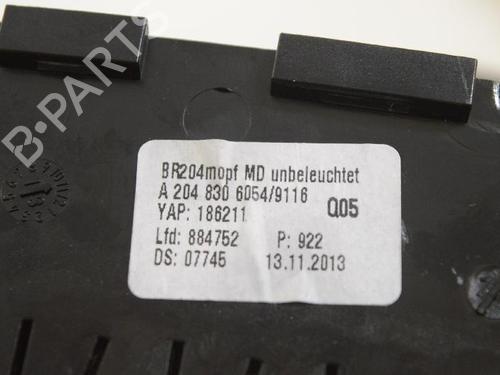 B-PARTS
BR204mopf MD unbeleuchtet
A 204 830 6054/9116
YAP: 186211 Q05
Lfd: 884752 P: 922
DS: 07745 13.11.2013